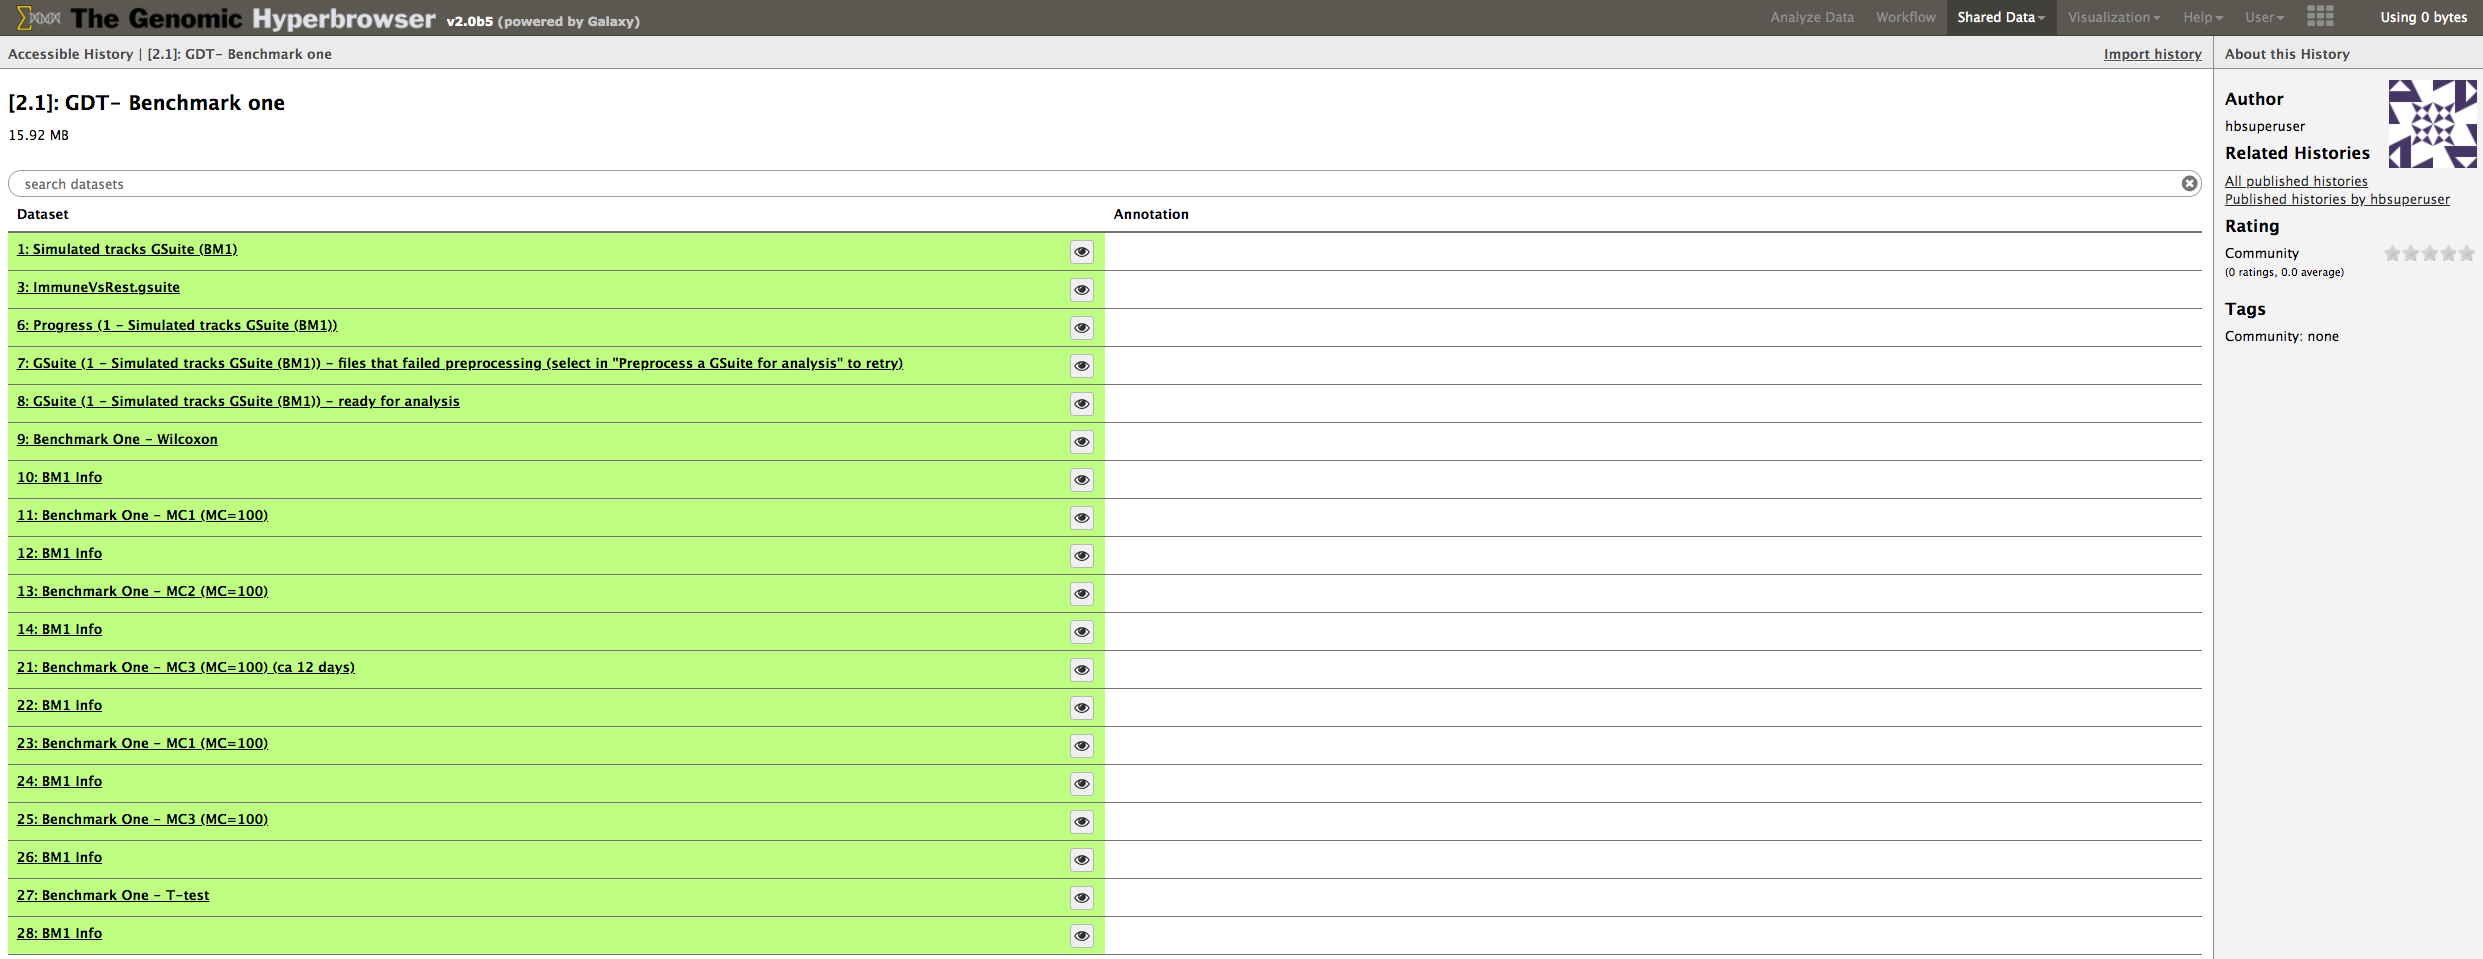 The Genomic Hyperbrowser v2.0b5 (powered by Galaxy) Analyze Data Workflow Shared Data Visualization Help User Using 0 bytes
Accessible History | [2.1]: GDT- Benchmark one Import history
[2.1]: GDT- Benchmark one
15.92 MB
search datasets
Dataset Annotation
1: Simulated tracks GSuite (BM1)
3: ImmuneVsRest.gsuite
6: Progress (1 - Simulated tracks GSuite (BM1))
7: GSuite (1 - Simulated tracks GSuite (BM1)) - files that failed preprocessing (select in "Preprocess a GSuite for analysis" to retry)
8: GSuite (1 - Simulated tracks GSuite (BM1)) - ready for analysis
9: Benchmark One - Wilcoxon
10: BM1 Info
11: Benchmark One - MC1 (MC=100)
12: BM1 Info
13: Benchmark One - MC2 (MC=100)
14: BM1 Info
21: Benchmark One - MC3 (MC=100) (ca 12 days)
22: BM1 Info
23: Benchmark One - MC1 (MC=100)
24: BM1 Info
25: Benchmark One - MC3 (MC=100)
26: BM1 Info
27: Benchmark One - T-test
28: BM1 Info
About this History
Author
hbsuperuser
Related Histories
All published histories
Published histories by hbsuperuser
Rating
Community
(0 ratings, 0.0 average)
Tags
Community: none